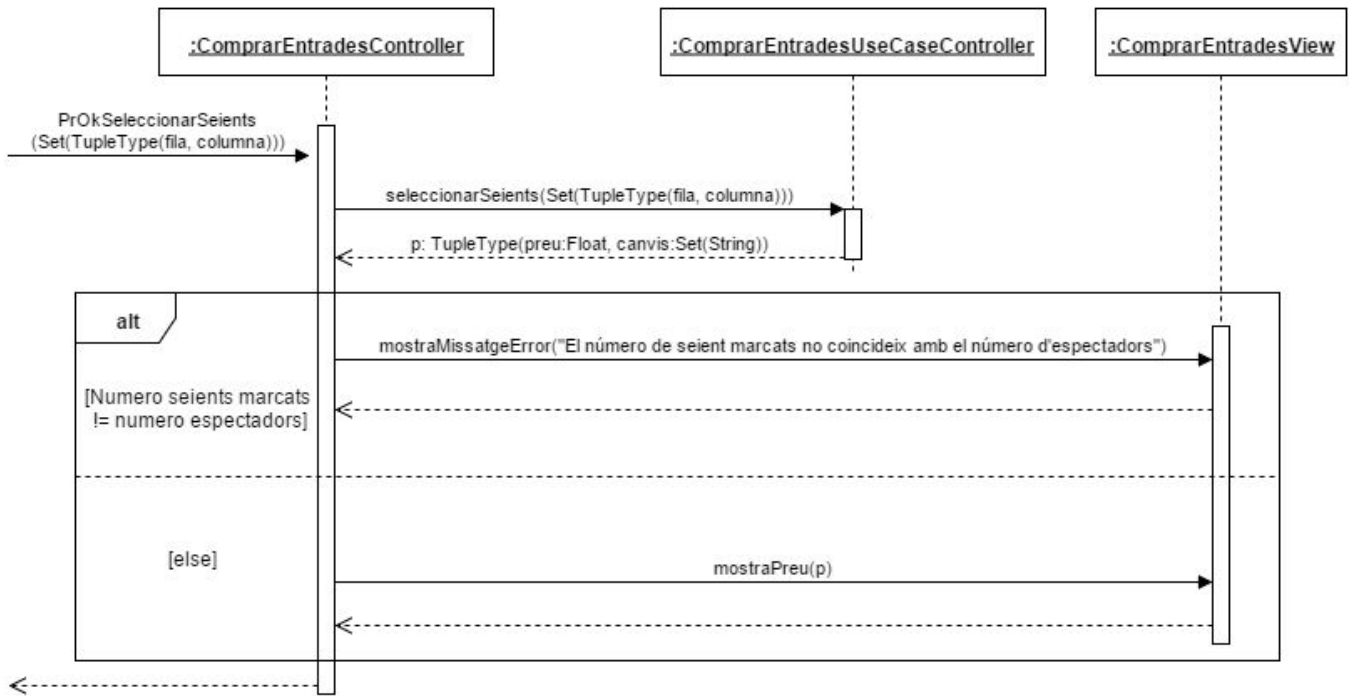 :ComprarEntradesController
:ComprarEntradesUseCaseController
:ComprarEntradesView
PrOkSeleccionarSeients
(Set(TupleType(fila, columna)))
seleccionarSeients(Set(TupleType(fila, columna)))
p: TupleType(preu:Float, canvis:Set(String))
alt
mostraMissatgeError("El número de seient marcats no coincideix amb el número d'espectadors")
[Numero seients marcats
!= numero espectadors]
[else]
mostraPreu(p)